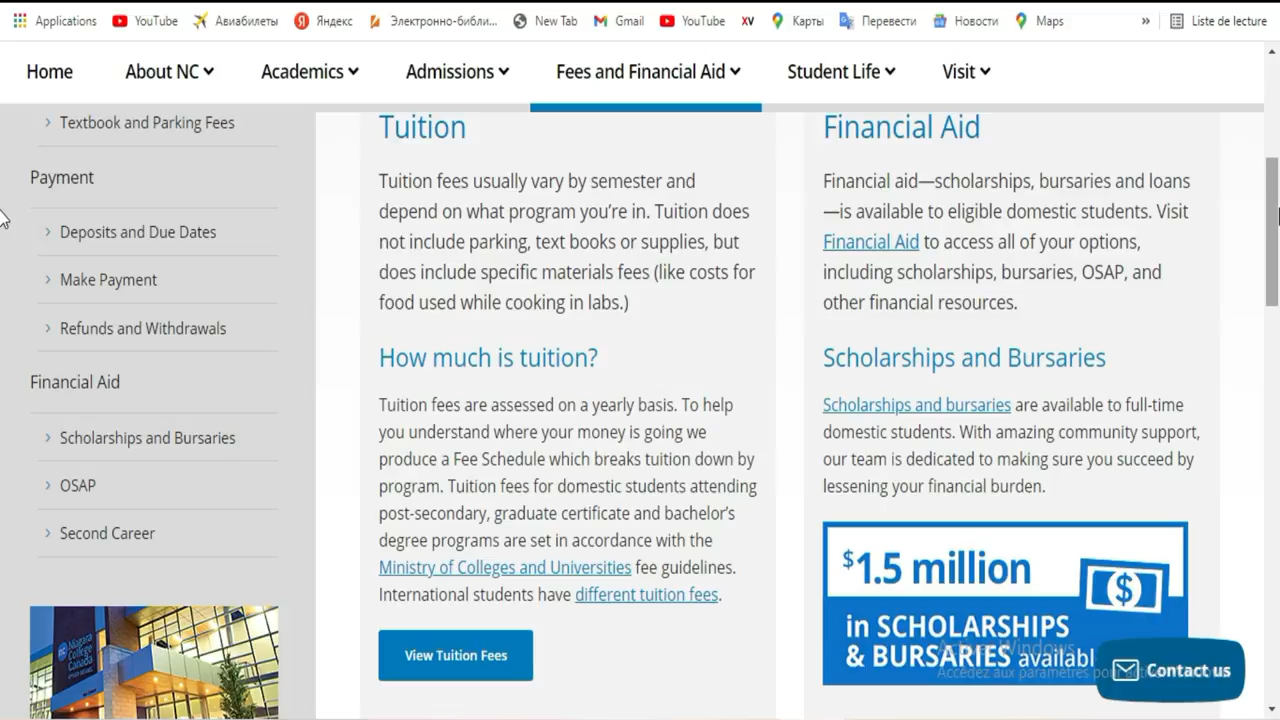 Applications YouTube Авиабилеты Яндекс Электронно-библи... New Tab Gmail YouTube XV Карты Перевести Новости Maps » Liste de lecture
Home About NC Academics Admissions Fees and Financial Aid Student Life Visit
Textbook and Parking Fees
Payment
Deposits and Due Dates
Make Payment
Refunds and Withdrawals
Financial Aid
Scholarships and Bursaries
OSAP
Second Career
Niagara
College
Canada
Tuition
Tuition fees usually vary by semester and
depend on what program you’re in. Tuition does
not include parking, text books or supplies, but
does include specific materials fees (like costs for
food used while cooking in labs.)
How much is tuition?
Tuition fees are assessed on a yearly basis. To help
you understand where your money is going we
produce a Fee Schedule which breaks tuition down by
program. Tuition fees for domestic students attending
post-secondary, graduate certificate and bachelor’s
degree programs are set in accordance with the
Ministry of Colleges and Universities fee guidelines.
International students have different tuition fees.
View Tuition Fees
Financial Aid
Financial aid—scholarships, bursaries and loans
—is available to eligible domestic students. Visit
Financial Aid to access all of your options,
including scholarships, bursaries, OSAP, and
other financial resources.
Scholarships and Bursaries
Scholarships and bursaries are available to full-time
domestic students. With amazing community support,
our team is dedicated to making sure you succeed by
lessening your financial burden.
$1.5 million
in SCHOLARSHIPS
& BURSARIES availabl
Activer Windows
Accédez aux paramètres pour
Contact us